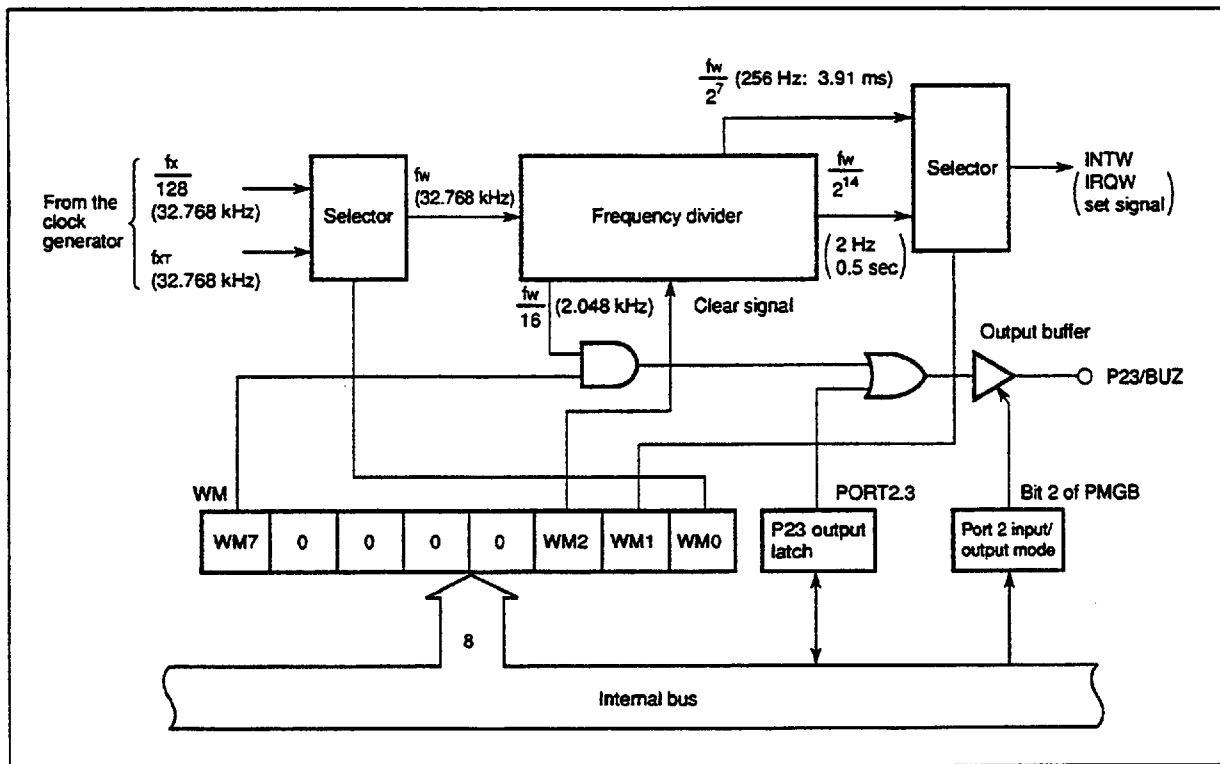 fw
2^7 (256 Hz: 3.91 ms)
From the
clock
generator
fx
128
(32.768 kHz)
fXT
(32.768 kHz)
Selector
fw
(32.768 kHz)
Frequency divider
fw
2^14
(2 Hz
0.5 sec)
Selector
INTW
(IRQW
set signal)
fw
16 (2.048 kHz)
Clear signal
Output buffer
P23/BUZ
WM
PORT2.3
Bit 2 of PMGB
WM7 0 0 0 0 WM2 WM1 WM0
P23 output
latch
Port 2 input/
output mode
8
Internal bus